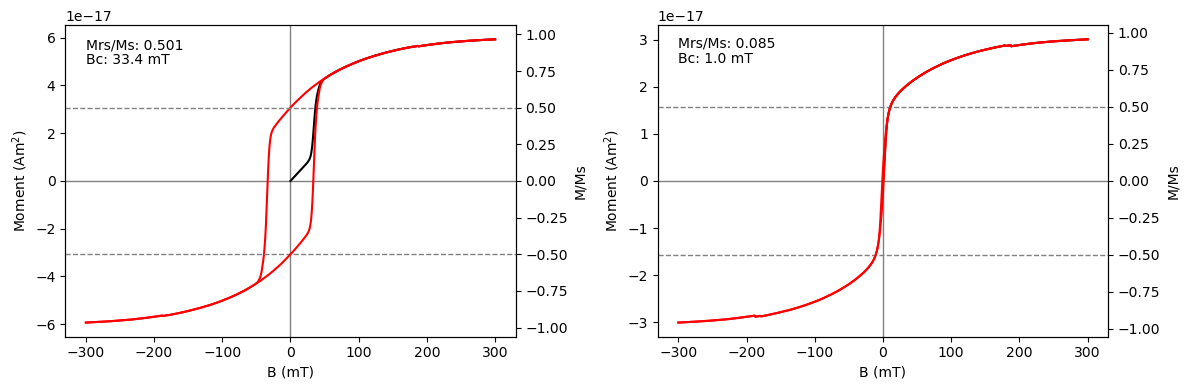 1e−17
Mrs/Ms: 0.501
Bc: 33.4 mT
6
4
2
0
−2
−4
−6
Moment (Am²)
1.00
0.75
0.50
0.25
0.00
−0.25
−0.50
−0.75
−1.00
M/Ms
−300 −200 −100 0 100 200 300
B (mT)
1e−17
Mrs/Ms: 0.085
Bc: 1.0 mT
3
2
1
0
−1
−2
−3
Moment (Am²)
1.00
0.75
0.50
0.25
0.00
−0.25
−0.50
−0.75
−1.00
M/Ms
−300 −200 −100 0 100 200 300
B (mT)